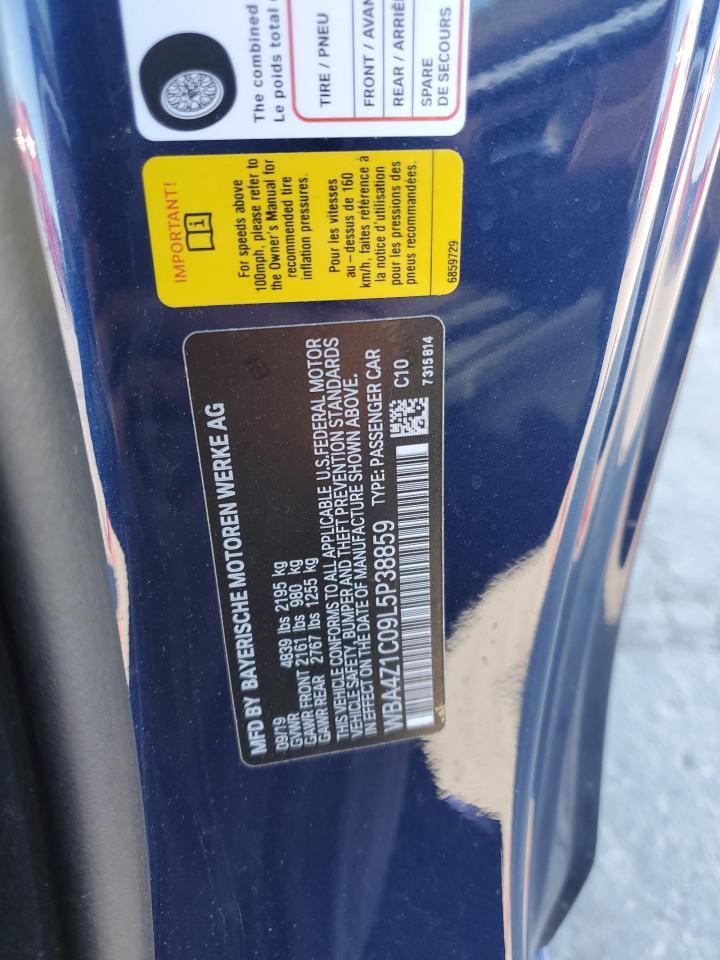 The combined
Le poids total
TIRE / PNEU
FRONT / AVAN
REAR / ARRIÈ
SPARE
DE SECOURS
IMPORTANT!
For speeds above
100mph, please refer to
the Owner's Manual for
recommended tire
inflation pressures.
Pour les vitesses
au-dessus de 160
km/h, faites référence à
la notice d'utilisation
pour les pressions des
pneus recommandées.
6859729
MFD BY BAYERISCHE MOTOREN WERKE AG
09/19
GVWR 4839 lbs 2195 kg
GAWR FRONT 2161 lbs 980 kg
GAWR REAR 2767 lbs 1255 kg
THIS VEHICLE CONFORMS TO ALL APPLICABLE U.S.FEDERAL MOTOR
VEHICLE SAFETY, BUMPER AND THEFT PREVENTION STANDARDS
IN EFFECT ON THE DATE OF MANUFACTURE SHOWN ABOVE.
WBA4Z1C09L5P38859 TYPE: PASSENGER CAR
C10
7315814